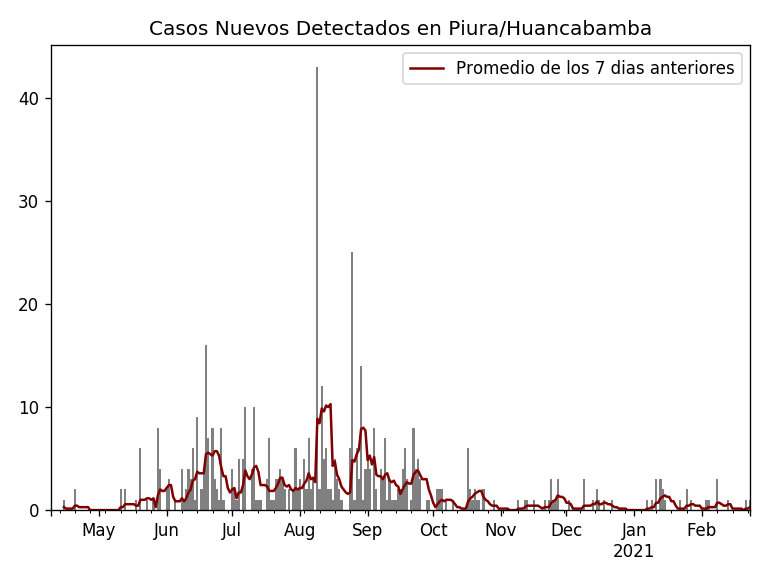 Casos Nuevos Detectados en Piura/Huancabamba
Promedio de los 7 dias anteriores
40
30
20
10
0
May Jun Jul Aug Sep Oct Nov Dec Jan Feb
2021